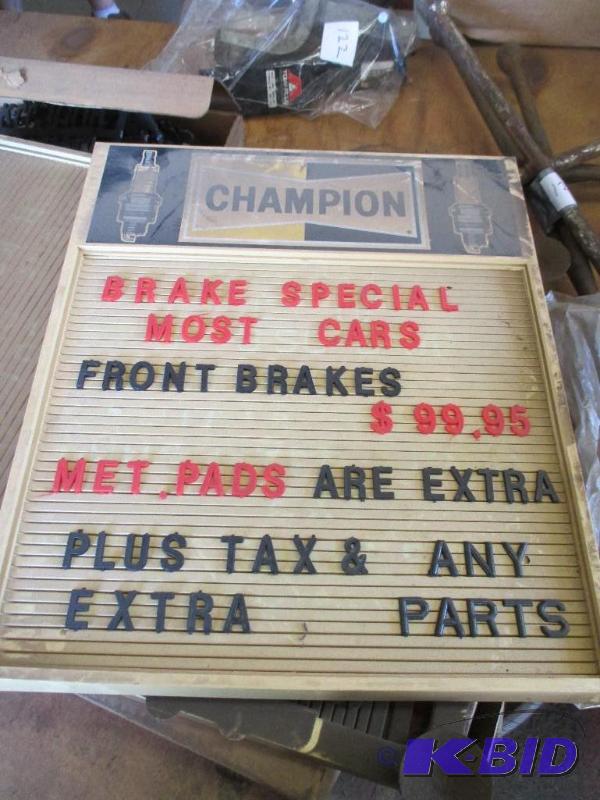 122
CHAMPION
BRAKE SPECIAL
MOST CARS
FRONT BRAKES
$ 99.95
MET. PADS ARE EXTRA
PLUS TAX & ANY
EXTRA PARTS
© K-BID